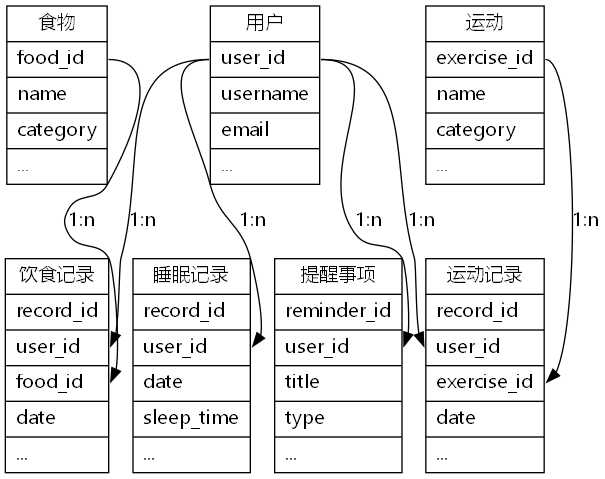 食物
food_id
name
category
...
用户
user_id
username
email
...
运动
exercise_id
name
category
...
1:n
1:n
1:n
1:n
1:n
1:n
饮食记录
record_id
user_id
food_id
date
...
睡眠记录
record_id
user_id
date
sleep_time
...
提醒事项
reminder_id
user_id
title
type
...
运动记录
record_id
user_id
exercise_id
date
...